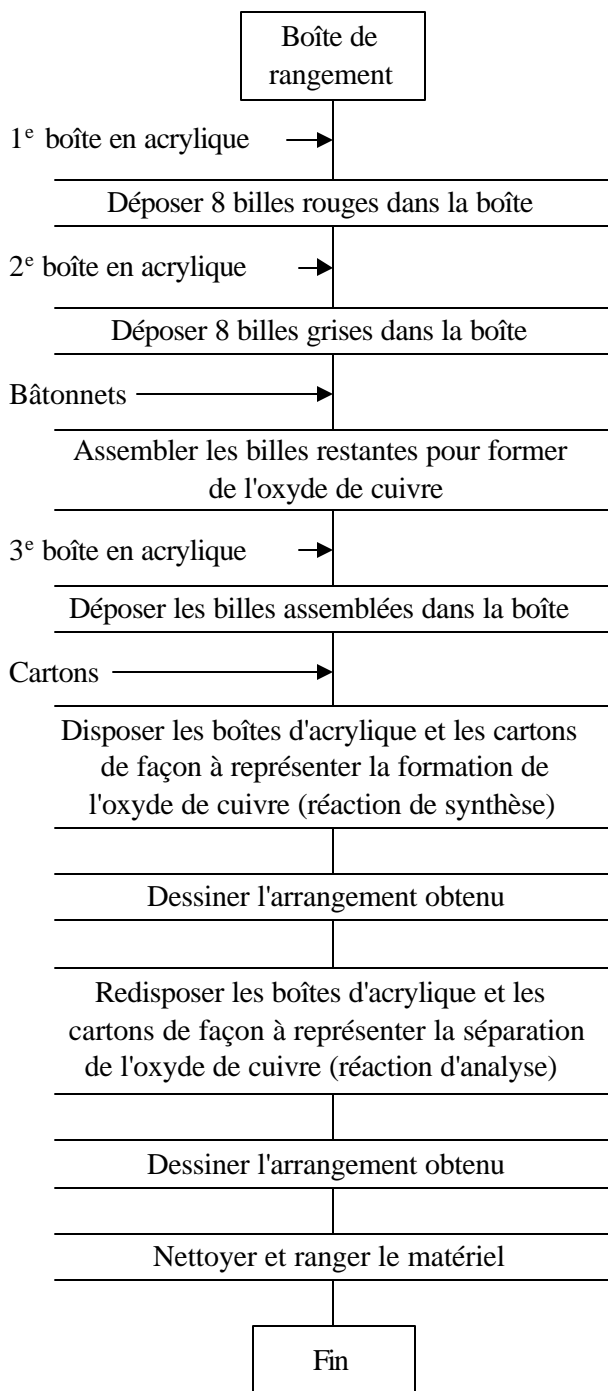 Boîte de
rangement
1e boîte en acrylique
Déposer 8 billes rouges dans la boîte
2e boîte en acrylique
Déposer 8 billes grises dans la boîte
Bâtonnets
Assembler les billes restantes pour former
de l'oxyde de cuivre
3e boîte en acrylique
Déposer les billes assemblées dans la boîte
Cartons
Disposer les boîtes d'acrylique et les cartons
de façon à représenter la formation de
l'oxyde de cuivre (réaction de synthèse)
Dessiner l'arrangement obtenu
Redisposer les boîtes d'acrylique et les
cartons de façon à représenter la séparation
de l'oxyde de cuivre (réaction d'analyse)
Dessiner l'arrangement obtenu
Nettoyer et ranger le matériel
Fin